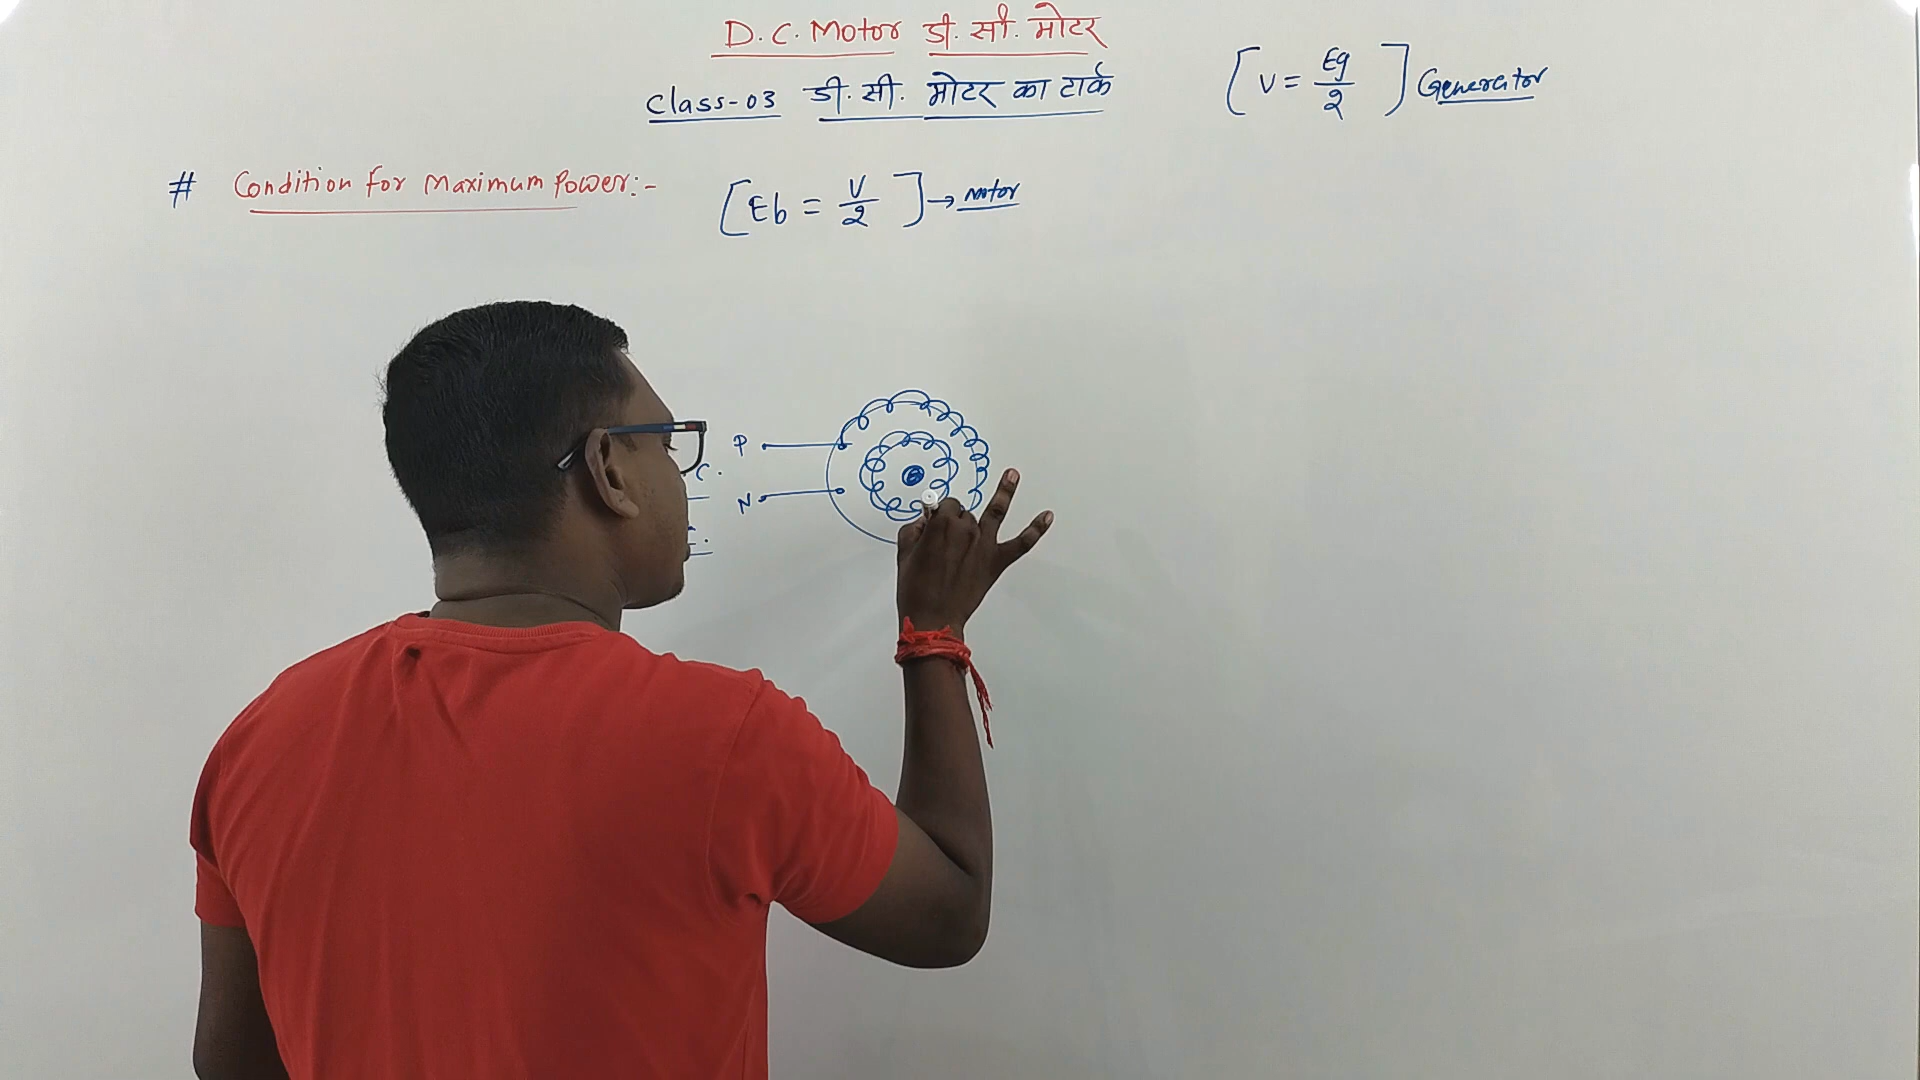 D.C. Motor डी. सी. मोटर
Class-03 डी. सी. मोटर का टार्क
[V = Eg/2] Generator
# Condition for Maximum Power:-
[Eb = V/2] → motor
P
C.
N